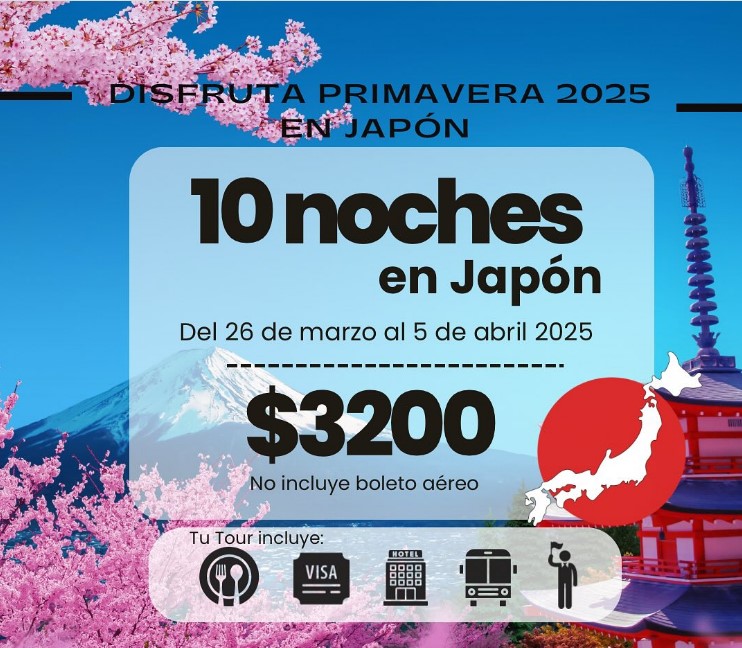 DISFRUTA PRIMAVERA 2025
EN JAPÓN
10 noches
en Japón
Del 26 de marzo al 5 de abril 2025
$3200
No incluye boleto aéreo
Tu Tour incluye:
VISA
HOTEL